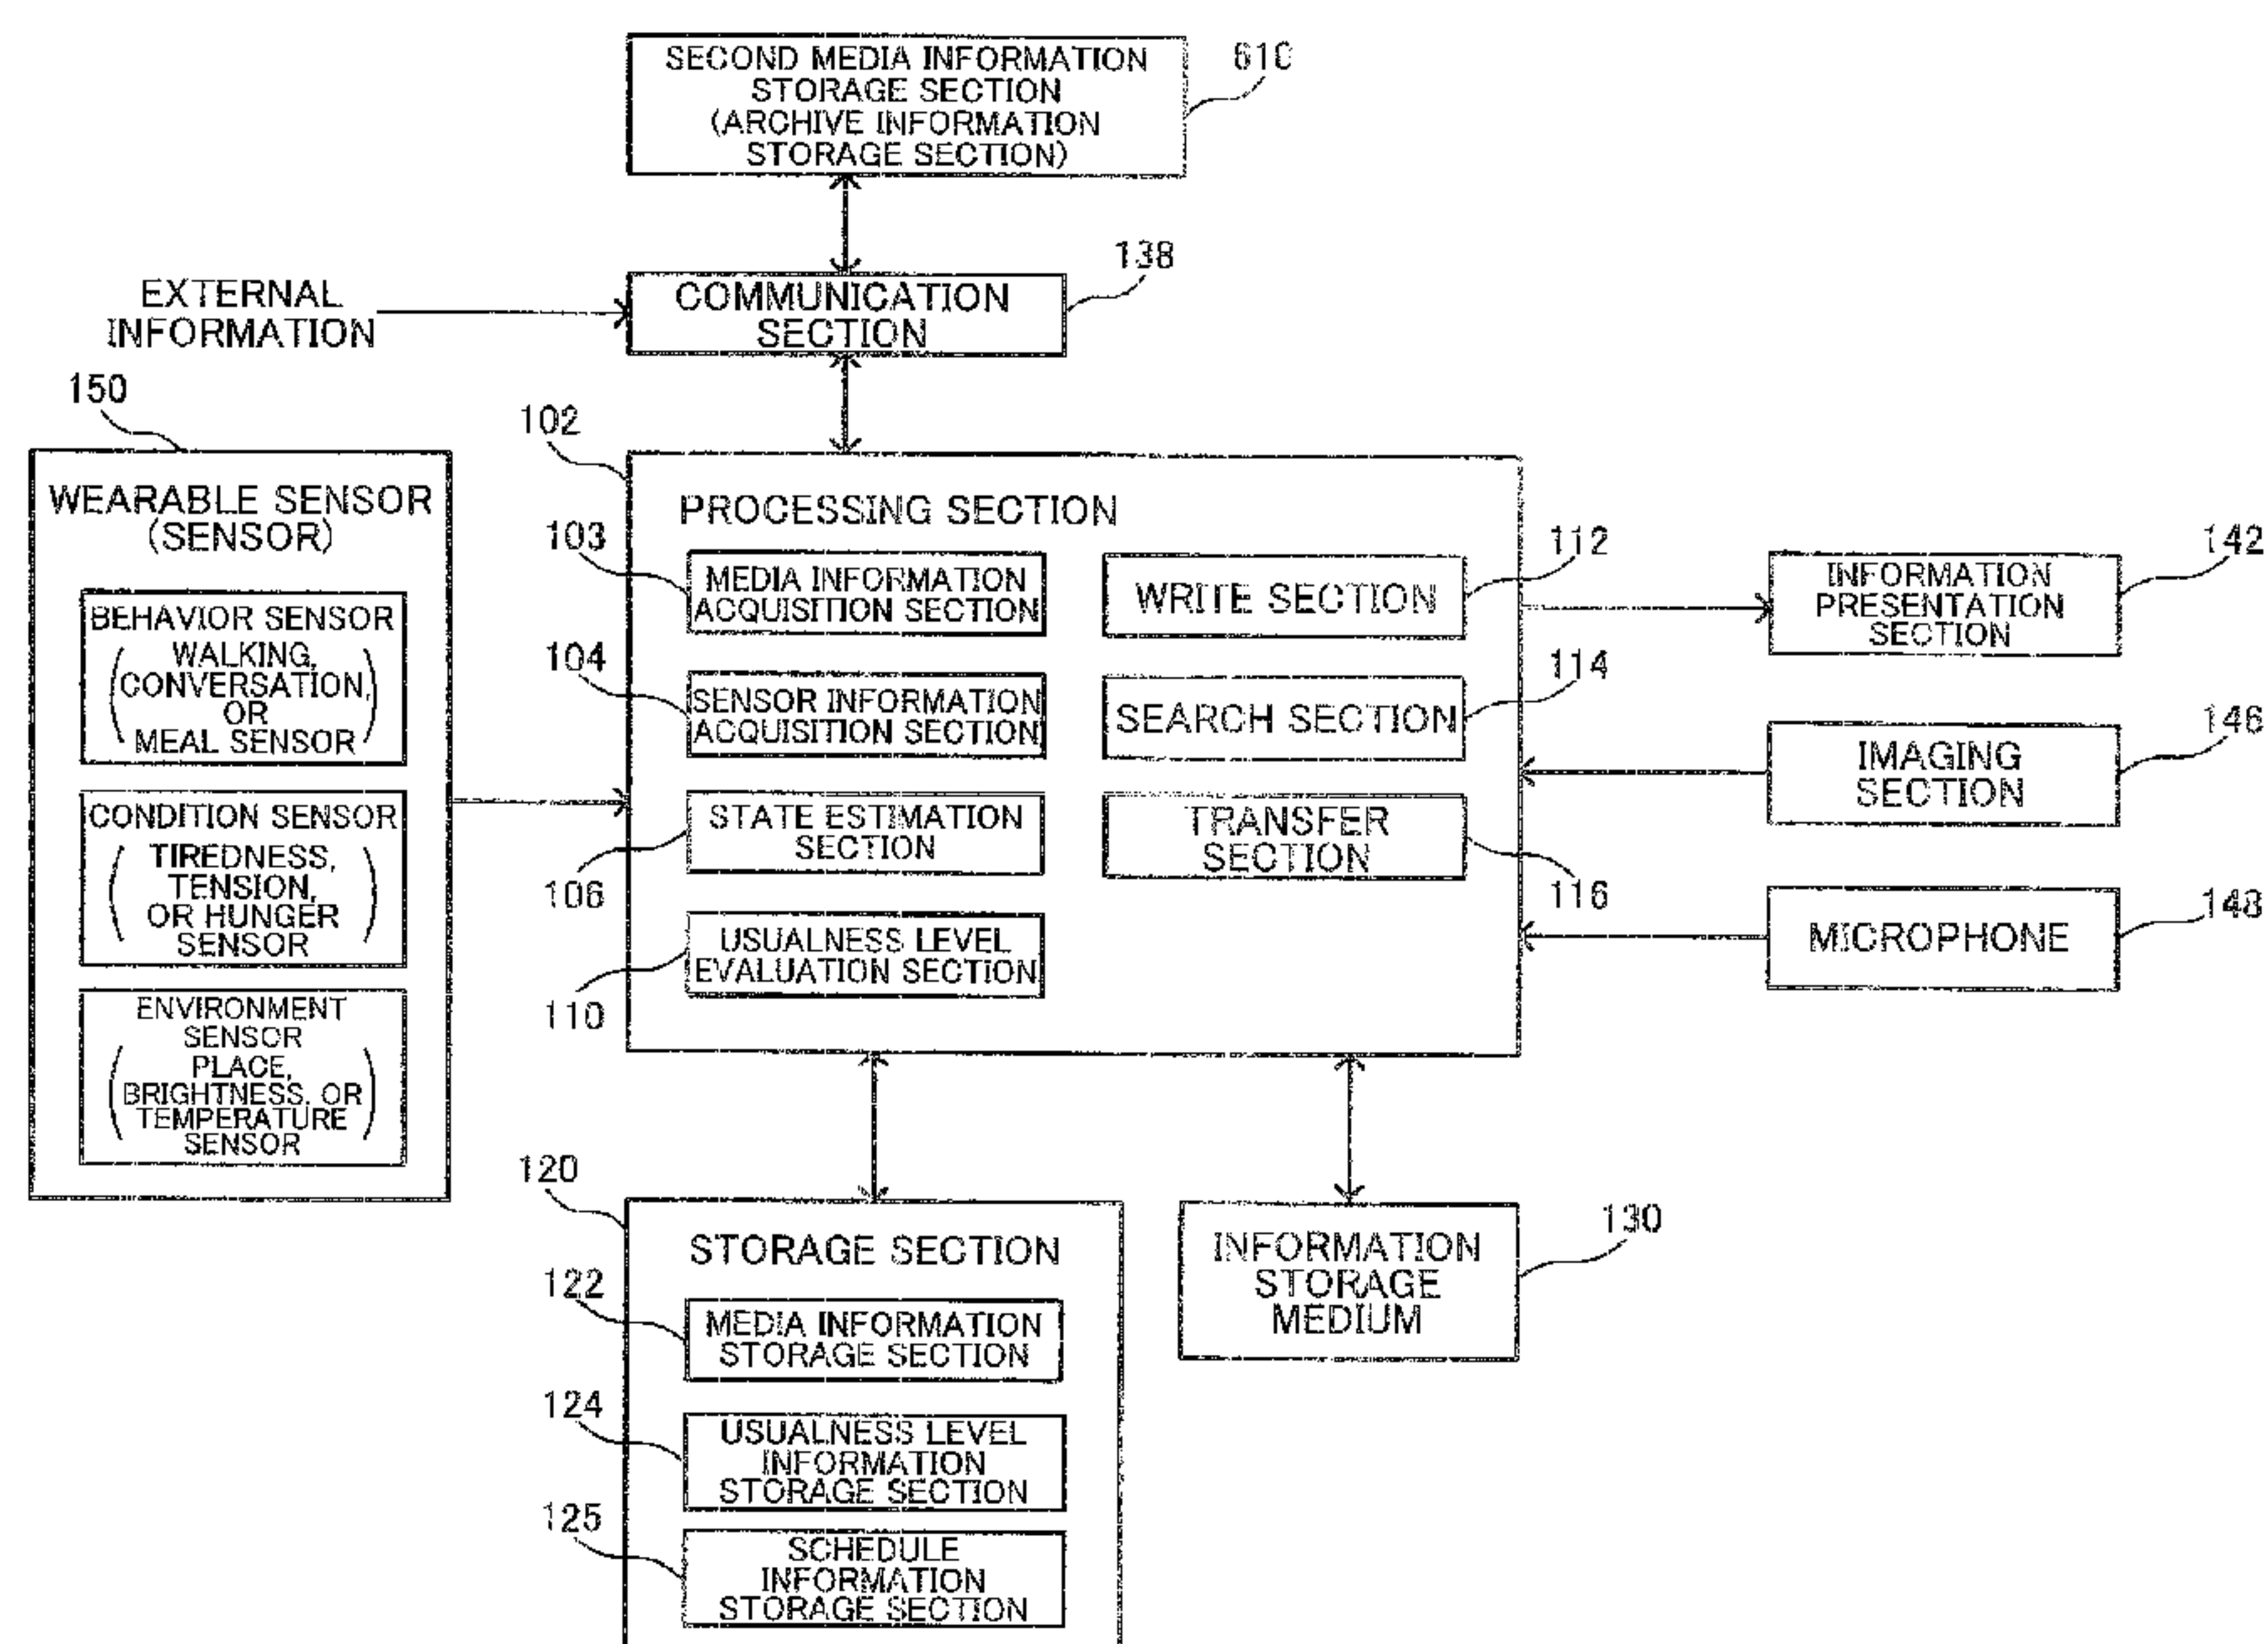 SECOND MEDIA INFORMATION
STORAGE SECTION
(ARCHIVE INFORMATION
STORAGE SECTION)
610
138
EXTERNAL
INFORMATION
COMMUNICATION
SECTION
150
WEARABLE SENSOR
(SENSOR)
BEHAVIOR SENSOR
(WALKING,
CONVERSATION,
OR
MEAL SENSOR)
CONDITION SENSOR
(TIREDNESS,
TENSION,
OR HUNGER
SENSOR)
ENVIRONMENT
SENSOR
(PLACE,
BRIGHTNESS, OR
TEMPERATURE
SENSOR)
102
PROCESSING SECTION
103
MEDIA INFORMATION
ACQUISITION SECTION
104
SENSOR INFORMATION
ACQUISITION SECTION
STATE ESTIMATION
SECTION
106
USUALNESS LEVEL
EVALUATION SECTION
110
WRITE SECTION
112
SEARCH SECTION
114
TRANSFER
SECTION
116
INFORMATION
PRESENTATION
SECTION
142
IMAGING
SECTION
146
MICROPHONE
148
120
STORAGE SECTION
122
MEDIA INFORMATION
STORAGE SECTION
124
USUALNESS LEVEL
INFORMATION
STORAGE SECTION
125
SCHEDULE
INFORMATION
STORAGE SECTION
INFORMATION
STORAGE
MEDIUM
130